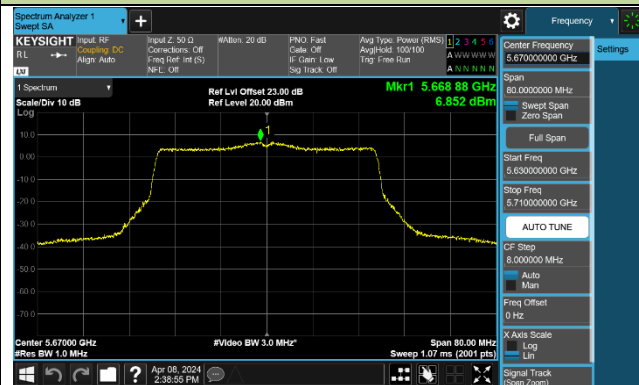 Spectrum Analyzer 1
Swept SA
Frequency
KEYSIGHT
RL
LXI
Input: RF
Coupling: DC
Align: Auto
Input Z: 50 Ω
Corrections: Off
Freq Ref: Int (S)
NFE: Off
#Atten: 20 dB
PNO: Fast
Gate: Off
IF Gain: Low
Sig Track: Off
Avg Type: Power (RMS)
Avg|Hold: 100/100
Trig: Free Run
1 2 3 4 5 6
A W W W W W
A N N N N N
1 Spectrum
Scale/Div 10 dB
Log
Ref Lvl Offset 23.00 dB
Ref Level 20.00 dBm
Mkr1 5.668 88 GHz
6.852 dBm
1
10.0
0.00
-10.0
-20.0
-30.0
-40.0
-50.0
-60.0
-70.0
Center 5.67000 GHz
#Res BW 1.0 MHz
#Video BW 3.0 MHz*
Span 80.00 MHz
Sweep 1.07 ms (2001 pts)
Apr 08, 2024
2:38:55 PM
?
Center Frequency
5.670000000 GHz
Span
80.0000000 MHz
Swept Span
Zero Span
Full Span
Start Freq
5.630000000 GHz
Stop Freq
5.710000000 GHz
AUTO TUNE
CF Step
8.000000 MHz
Auto
Man
Freq Offset
0 Hz
X Axis Scale
Log
Lin
Signal Track
(Span Zoom)
Settings